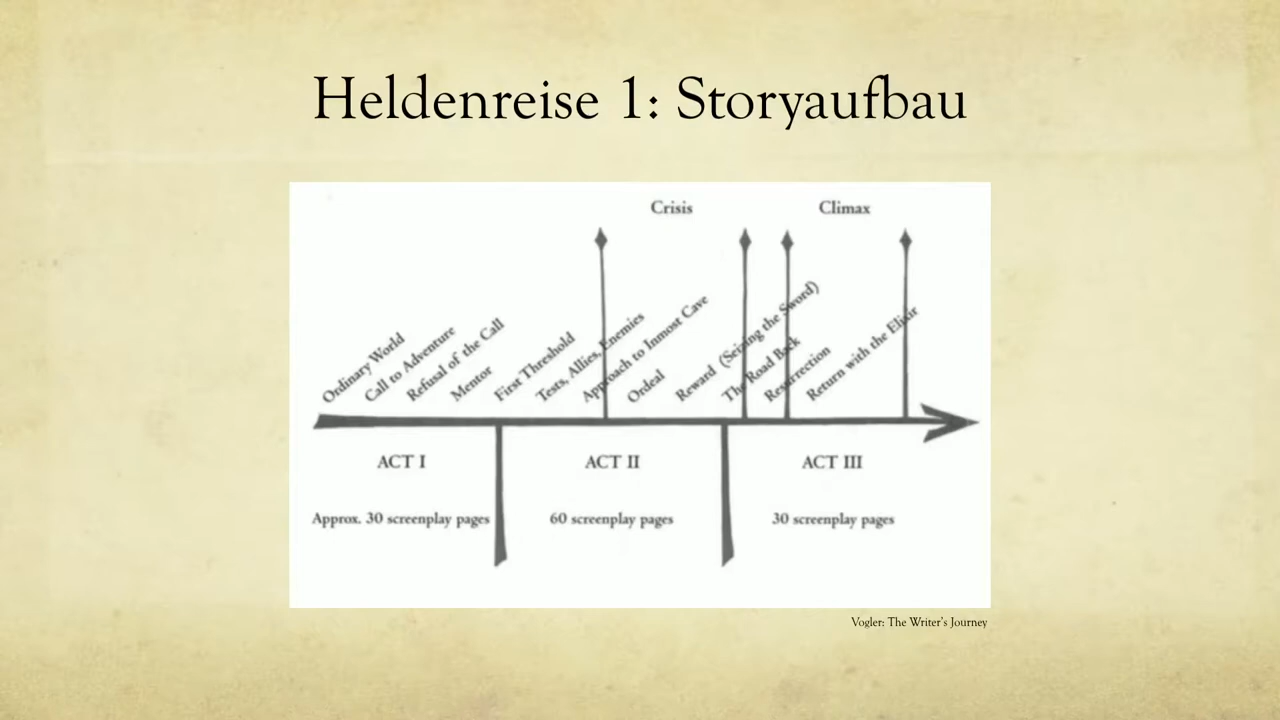 Heldenreise 1: Storyaufbau
Crisis
Climax
Ordinary World
Call to Adventure
Refusal of the Call
Mentor
First Threshold
Tests, Allies, Enemies
Approach to Inmost Cave
Ordeal
Reward (Seizing the Sword)
The Road Back
Resurrection
Return with the Elixir
ACT I
ACT II
ACT III
Approx. 30 screenplay pages
60 screenplay pages
30 screenplay pages
Vogler: The Writer's Journey